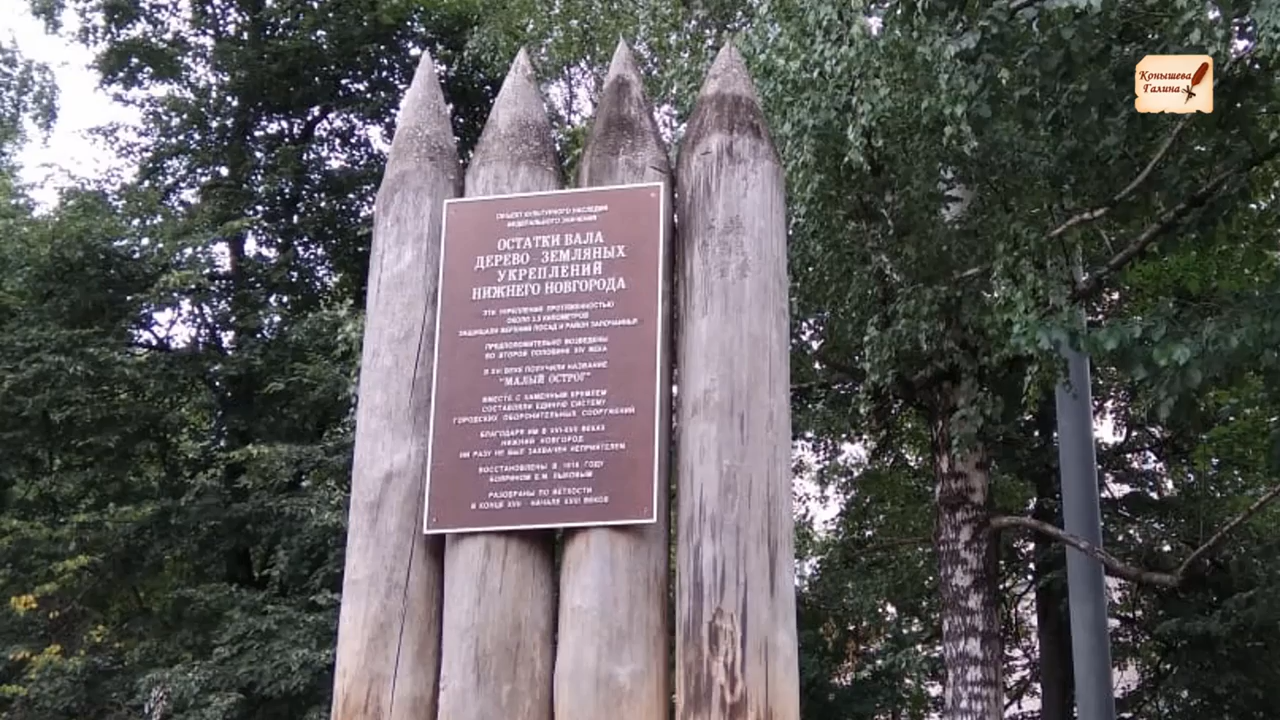 ОБЪЕКТ КУЛЬТУРНОГО НАСЛЕДИЯ
ФЕДЕРАЛЬНОГО ЗНАЧЕНИЯ
ОСТАТКИ ВАЛА
ДЕРЕВО-ЗЕМЛЯНЫХ
УКРЕПЛЕНИЙ
НИЖНЕГО НОВГОРОДА
ЭТИ УКРЕПЛЕНИЯ ПРОТЯЖЕННОСТЬЮ
ОКОЛО 2,5 КИЛОМЕТРОВ
ЗАЩИЩАЛИ ВЕРХНИЙ ПОСАД И РАЙОН ЗАПОЧАИНЬЯ
ПРЕДПОЛОЖИТЕЛЬНО ВОЗВЕДЕНЫ
ВО ВТОРОЙ ПОЛОВИНЕ XIV ВЕКА
В XVI ВЕКЕ ПОЛУЧИЛИ НАЗВАНИЕ
"МАЛЫЙ ОСТРОГ"
ВМЕСТЕ С КАМЕННЫМ КРЕМЛЕМ
СОСТАВЛЯЛИ ЕДИНУЮ СИСТЕМУ
ГОРОДСКИХ ОБОРОНИТЕЛЬНЫХ СООРУЖЕНИЙ
БЛАГОДАРЯ ИМ В XVI-XVII ВЕКАХ
НИЖНИЙ НОВГОРОД
НИ РАЗУ НЕ БЫЛ ЗАХВАЧЕН НЕПРИЯТЕЛЕМ
ВОССТАНОВЛЕНЫ В 1618 ГОДУ
БОЯРИНОМ Б.М. ЛЫКОВЫМ
РАЗОБРАНЫ ПО ВЕТХОСТИ
В КОНЦЕ XVII - НАЧАЛЕ XVIII ВЕКОВ
Конышева
Галина